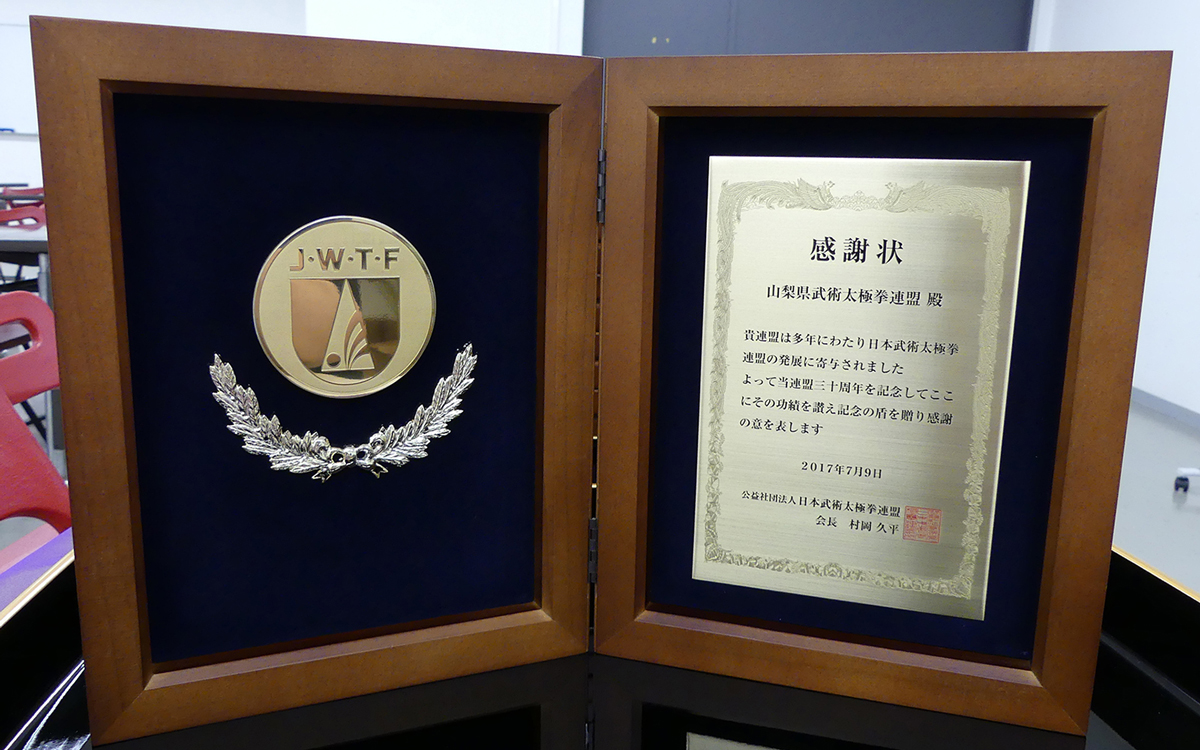 J·W·T·F
感謝状
山梨県武術太極拳連盟 殿
貴連盟は多年にわたり日本武術太極拳
連盟の発展に寄与されました
よって当連盟三十周年を記念してここ
にその功績を讃え記念の盾を贈り感謝
の意を表します
2017年7月9日
公益社団法人日本武術太極拳連盟
会長 村岡 久平